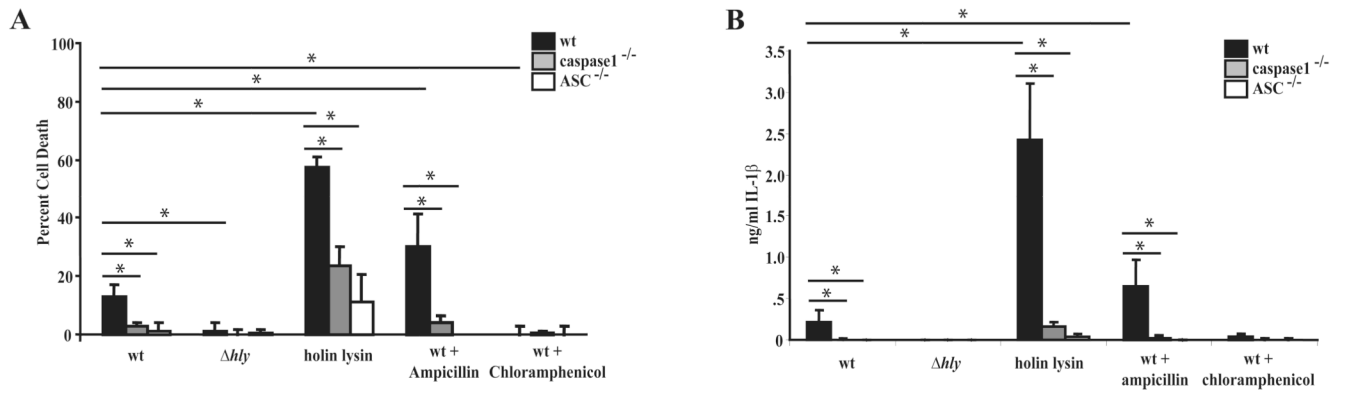 A
B
wt
caspase1 -/-
ASC -/-
100
80
60
40
20
0
Percent Cell Death
*
*
*
*
*
*
*
*
*
*
wt
Δhly
holin lysin
wt +
Ampicillin
wt +
Chloramphenicol
wt
caspase1 -/-
ASC -/-
3.5
3.0
2.5
2.0
1.5
1.0
.5
0
ng/ml IL-1β
*
*
*
*
*
*
*
*
wt
Δhly
holin lysin
wt +
ampicillin
wt +
chloramphenicol